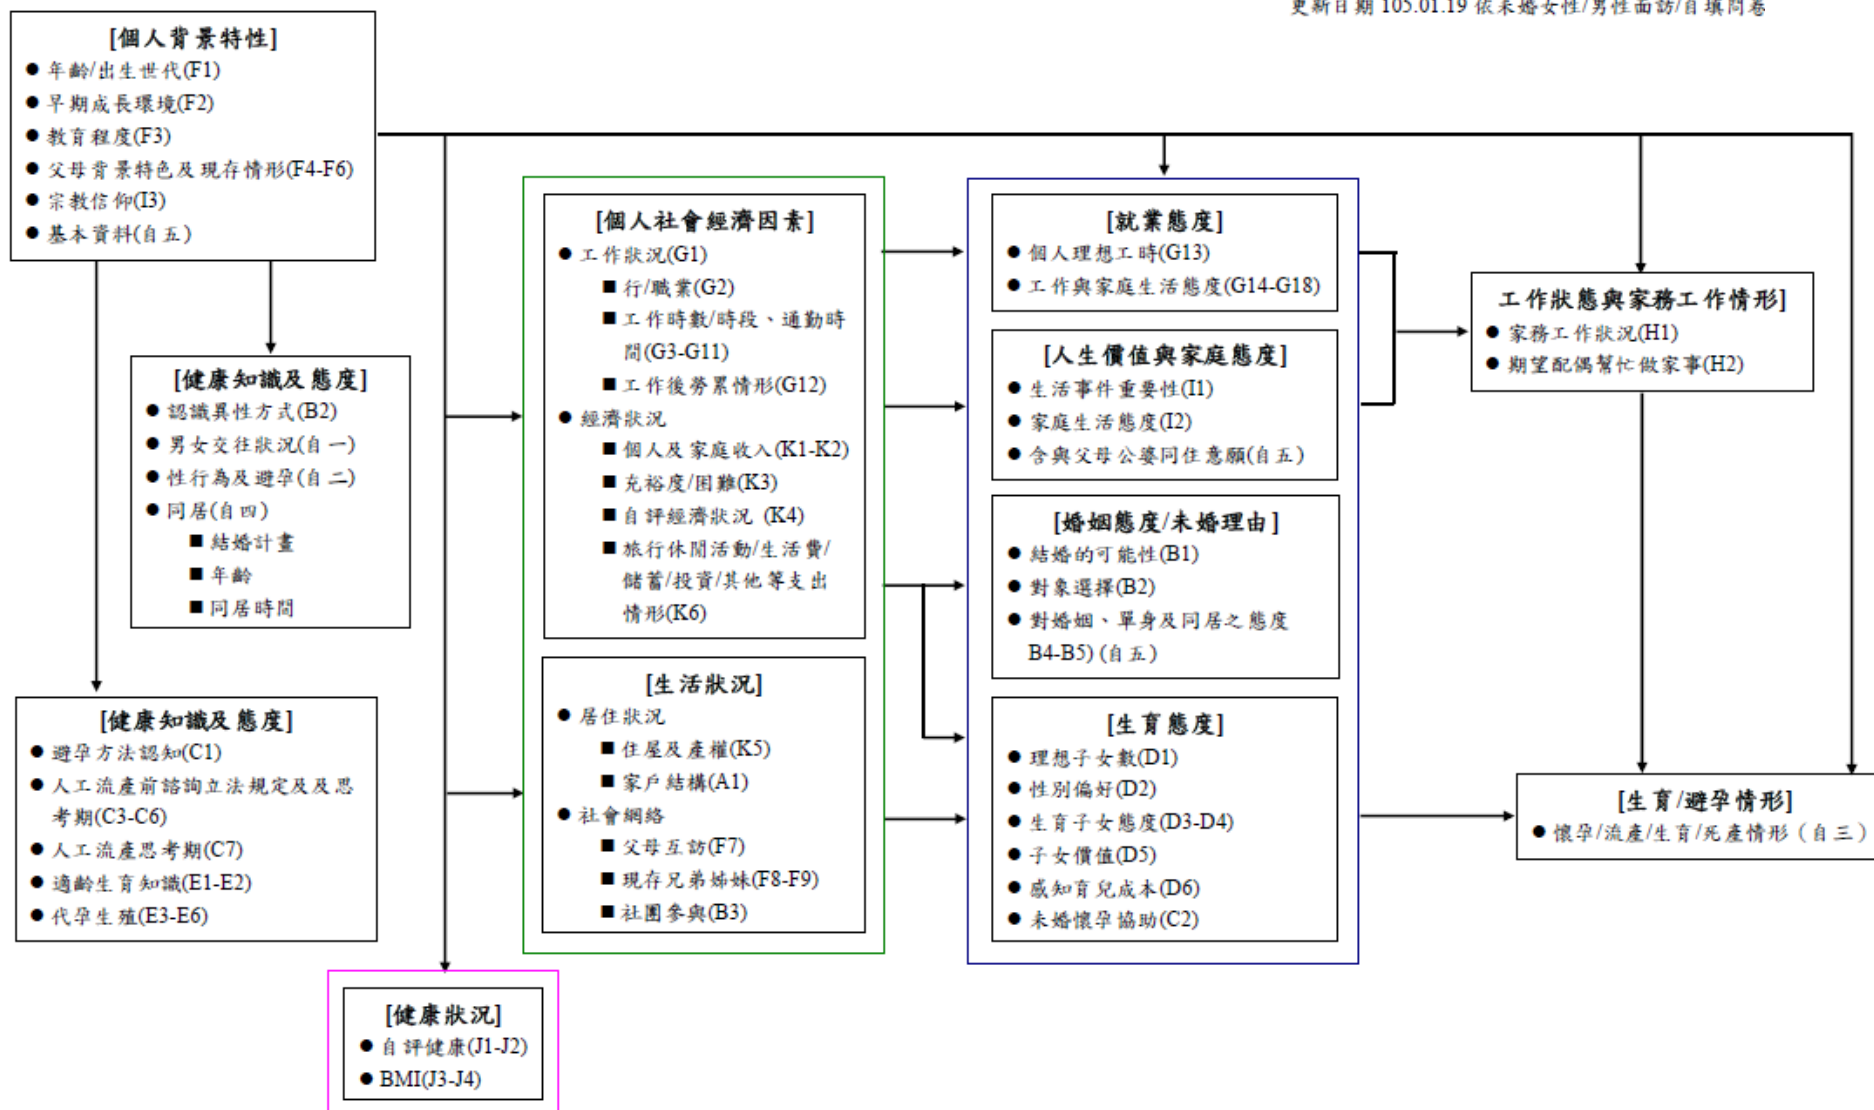 更新日期 105.01.19 依未婚女性/男性面訪/自填問卷
[個人背景特性]
● 年齡/出生世代(F1)
● 早期成長環境(F2)
● 教育程度(F3)
● 父母背景特色及現存情形(F4-F6)
● 宗教信仰(I3)
● 基本資料(自五)
[健康知識及態度]
● 認識異性方式(B2)
● 男女交往狀況(自一)
● 性行為及避孕(自二)
● 同居(自四)
■ 結婚計畫
■ 年齡
■ 同居時間
[健康知識及態度]
● 避孕方法認知(C1)
● 人工流產前諮詢立法規定及及思
考期(C3-C6)
● 人工流產思考期(C7)
● 適齡生育知識(E1-E2)
● 代孕生殖(E3-E6)
[健康狀況]
● 自評健康(J1-J2)
● BMI(J3-J4)
[個人社會經濟因素]
● 工作狀況(G1)
■ 行/職業(G2)
■ 工作時數/時段、通勤時
間(G3-G11)
■ 工作後勞累情形(G12)
● 經濟狀況
■ 個人及家庭收入(K1-K2)
■ 充裕度/困難(K3)
■ 自評經濟狀況 (K4)
■ 旅行休閒活動/生活費/
儲蓄/投資/其他等支出
情形(K6)
[生活狀況]
● 居住狀況
■ 住屋及產權(K5)
■ 家戶結構(A1)
● 社會網絡
■ 父母互訪(F7)
■ 現存兄弟姊妹(F8-F9)
■ 社團參與(B3)
[就業態度]
● 個人理想工時(G13)
● 工作與家庭生活態度(G14-G18)
[人生價值與家庭態度]
● 生活事件重要性(I1)
● 家庭生活態度(I2)
● 含與父母公婆同住意願(自五)
[婚姻態度/未婚理由]
● 結婚的可能性(B1)
● 對象選擇(B2)
● 對婚姻、單身及同居之態度
B4-B5) (自五)
[生育態度]
● 理想子女數(D1)
● 性別偏好(D2)
● 生育子女態度(D3-D4)
● 子女價值(D5)
● 感知育兒成本(D6)
● 未婚懷孕協助(C2)
工作狀態與家務工作情形]
● 家務工作狀況(H1)
● 期望配偶幫忙做家事(H2)
[生育/避孕情形]
● 懷孕/流產/生育/死產情形（自三）